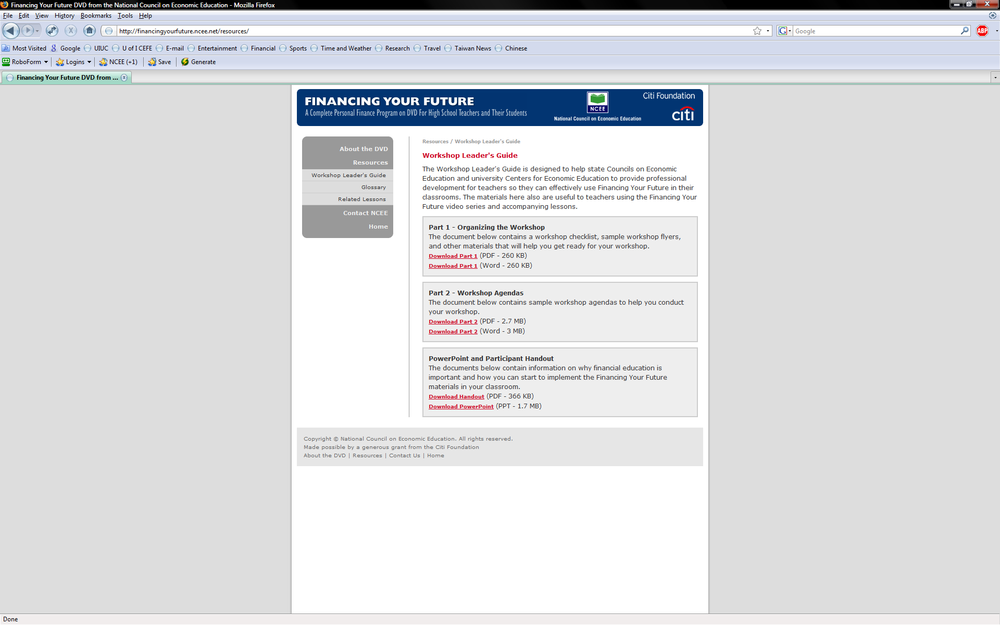 Financing Your Future DVD from the National Council on Economic Education - Mozilla Firefox
File Edit View History Bookmarks Tools Help
http://financingyourfuture.ncee.net/resources/
G Google
ABP
Most Visited Google UIUC U of I CEFE E-mail Entertainment Financial Sports Time and Weather Research Travel Taiwan News Chinese
RoboForm Logins NCEE (+1) Save Generate
Financing Your Future DVD from ...
FINANCING YOUR FUTURE
A Complete Personal Finance Program on DVD For High School Teachers and Their Students
NCEE
National Council on Economic Education
Citi Foundation
citi
About the DVD
Resources
Workshop Leader's Guide
Glossary
Related Lessons
Contact NCEE
Home
Resources / Workshop Leader's Guide
Workshop Leader's Guide
The Workshop Leader's Guide is designed to help state Councils on Economic
Education and university Centers for Economic Education to provide professional
development for teachers so they can effectively use Financing Your Future in their
classrooms. The materials here also are useful to teachers using the Financing Your
Future video series and accompanying lessons.
Part 1 - Organizing the Workshop
The document below contains a workshop checklist, sample workshop flyers,
and other materials that will help you get ready for your workshop.
Download Part 1 (PDF - 260 KB)
Download Part 1 (Word - 260 KB)
Part 2 - Workshop Agendas
The document below contains sample workshop agendas to help you conduct
your workshop.
Download Part 2 (PDF - 2.7 MB)
Download Part 2 (Word - 3 MB)
PowerPoint and Participant Handout
The documents below contain information on why financial education is
important and how you can start to implement the Financing Your Future
materials in your classroom.
Download Handout (PDF - 366 KB)
Download PowerPoint (PPT - 1.7 MB)
Copyright © National Council on Economic Education. All rights reserved.
Made possible by a generous grant from the Citi Foundation
About the DVD | Resources | Contact Us | Home
Done